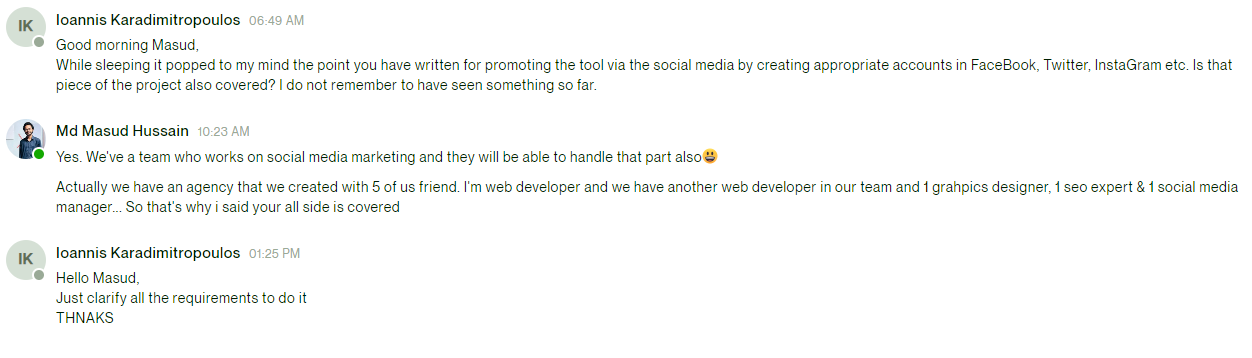 IK
Ioannis Karadimitropoulos 06:49 AM
Good morning Masud,
While sleeping it popped to my mind the point you have written for promoting the tool via the social media by creating appropriate accounts in FaceBook, Twitter, InstaGram etc. Is that
piece of the project also covered? I do not remember to have seen something so far.
Md Masud Hussain 10:23 AM
Yes. We've a team who works on social media marketing and they will be able to handle that part also😃
Actually we have an agency that we created with 5 of us friend. I'm web developer and we have another web developer in our team and 1 grahpics designer, 1 seo expert & 1 social media
manager... So that's why i said your all side is covered
IK
Ioannis Karadimitropoulos 01:25 PM
Hello Masud,
Just clarify all the requirements to do it
THNAKS